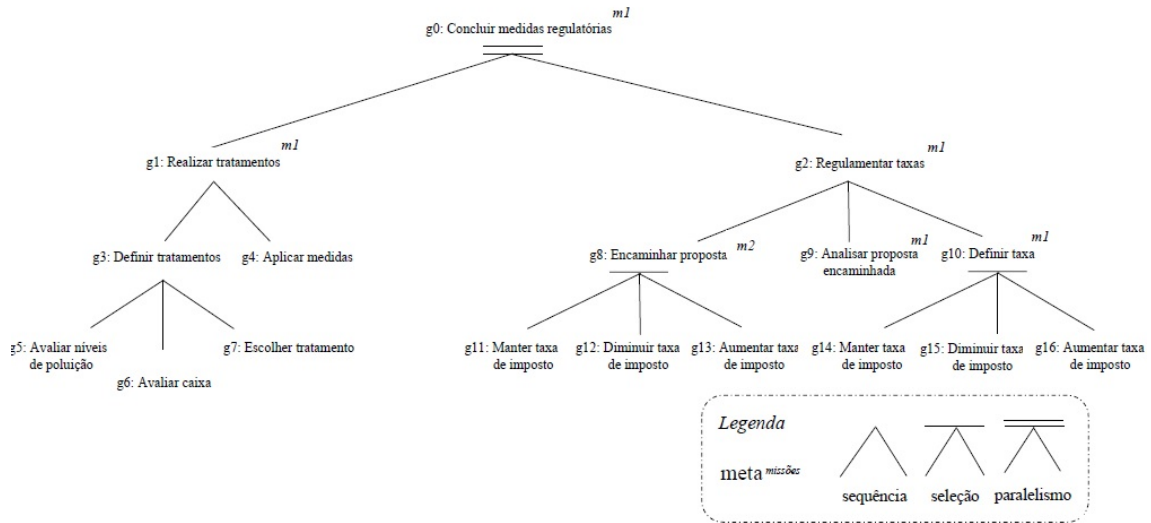 m1
g0: Concluir medidas regulatórias
m1
g1: Realizar tratamentos
m1
g2: Regulamentar taxas
g3: Definir tratamentos
g4: Aplicar medidas
m2
g8: Encaminhar proposta
m1
g9: Analisar proposta
encaminhada
m1
g10: Definir taxa
g5: Avaliar níveis
de poluição
g6: Avaliar caixa
g7: Escolher tratamento
g11: Manter taxa
de imposto
g12: Diminuir taxa
de imposto
g13: Aumentar taxa
de imposto
g14: Manter taxa
de imposto
g15: Diminuir taxa
de imposto
g16: Aumentar taxa
de imposto
Legenda
meta missões
sequência
seleção
paralelismo